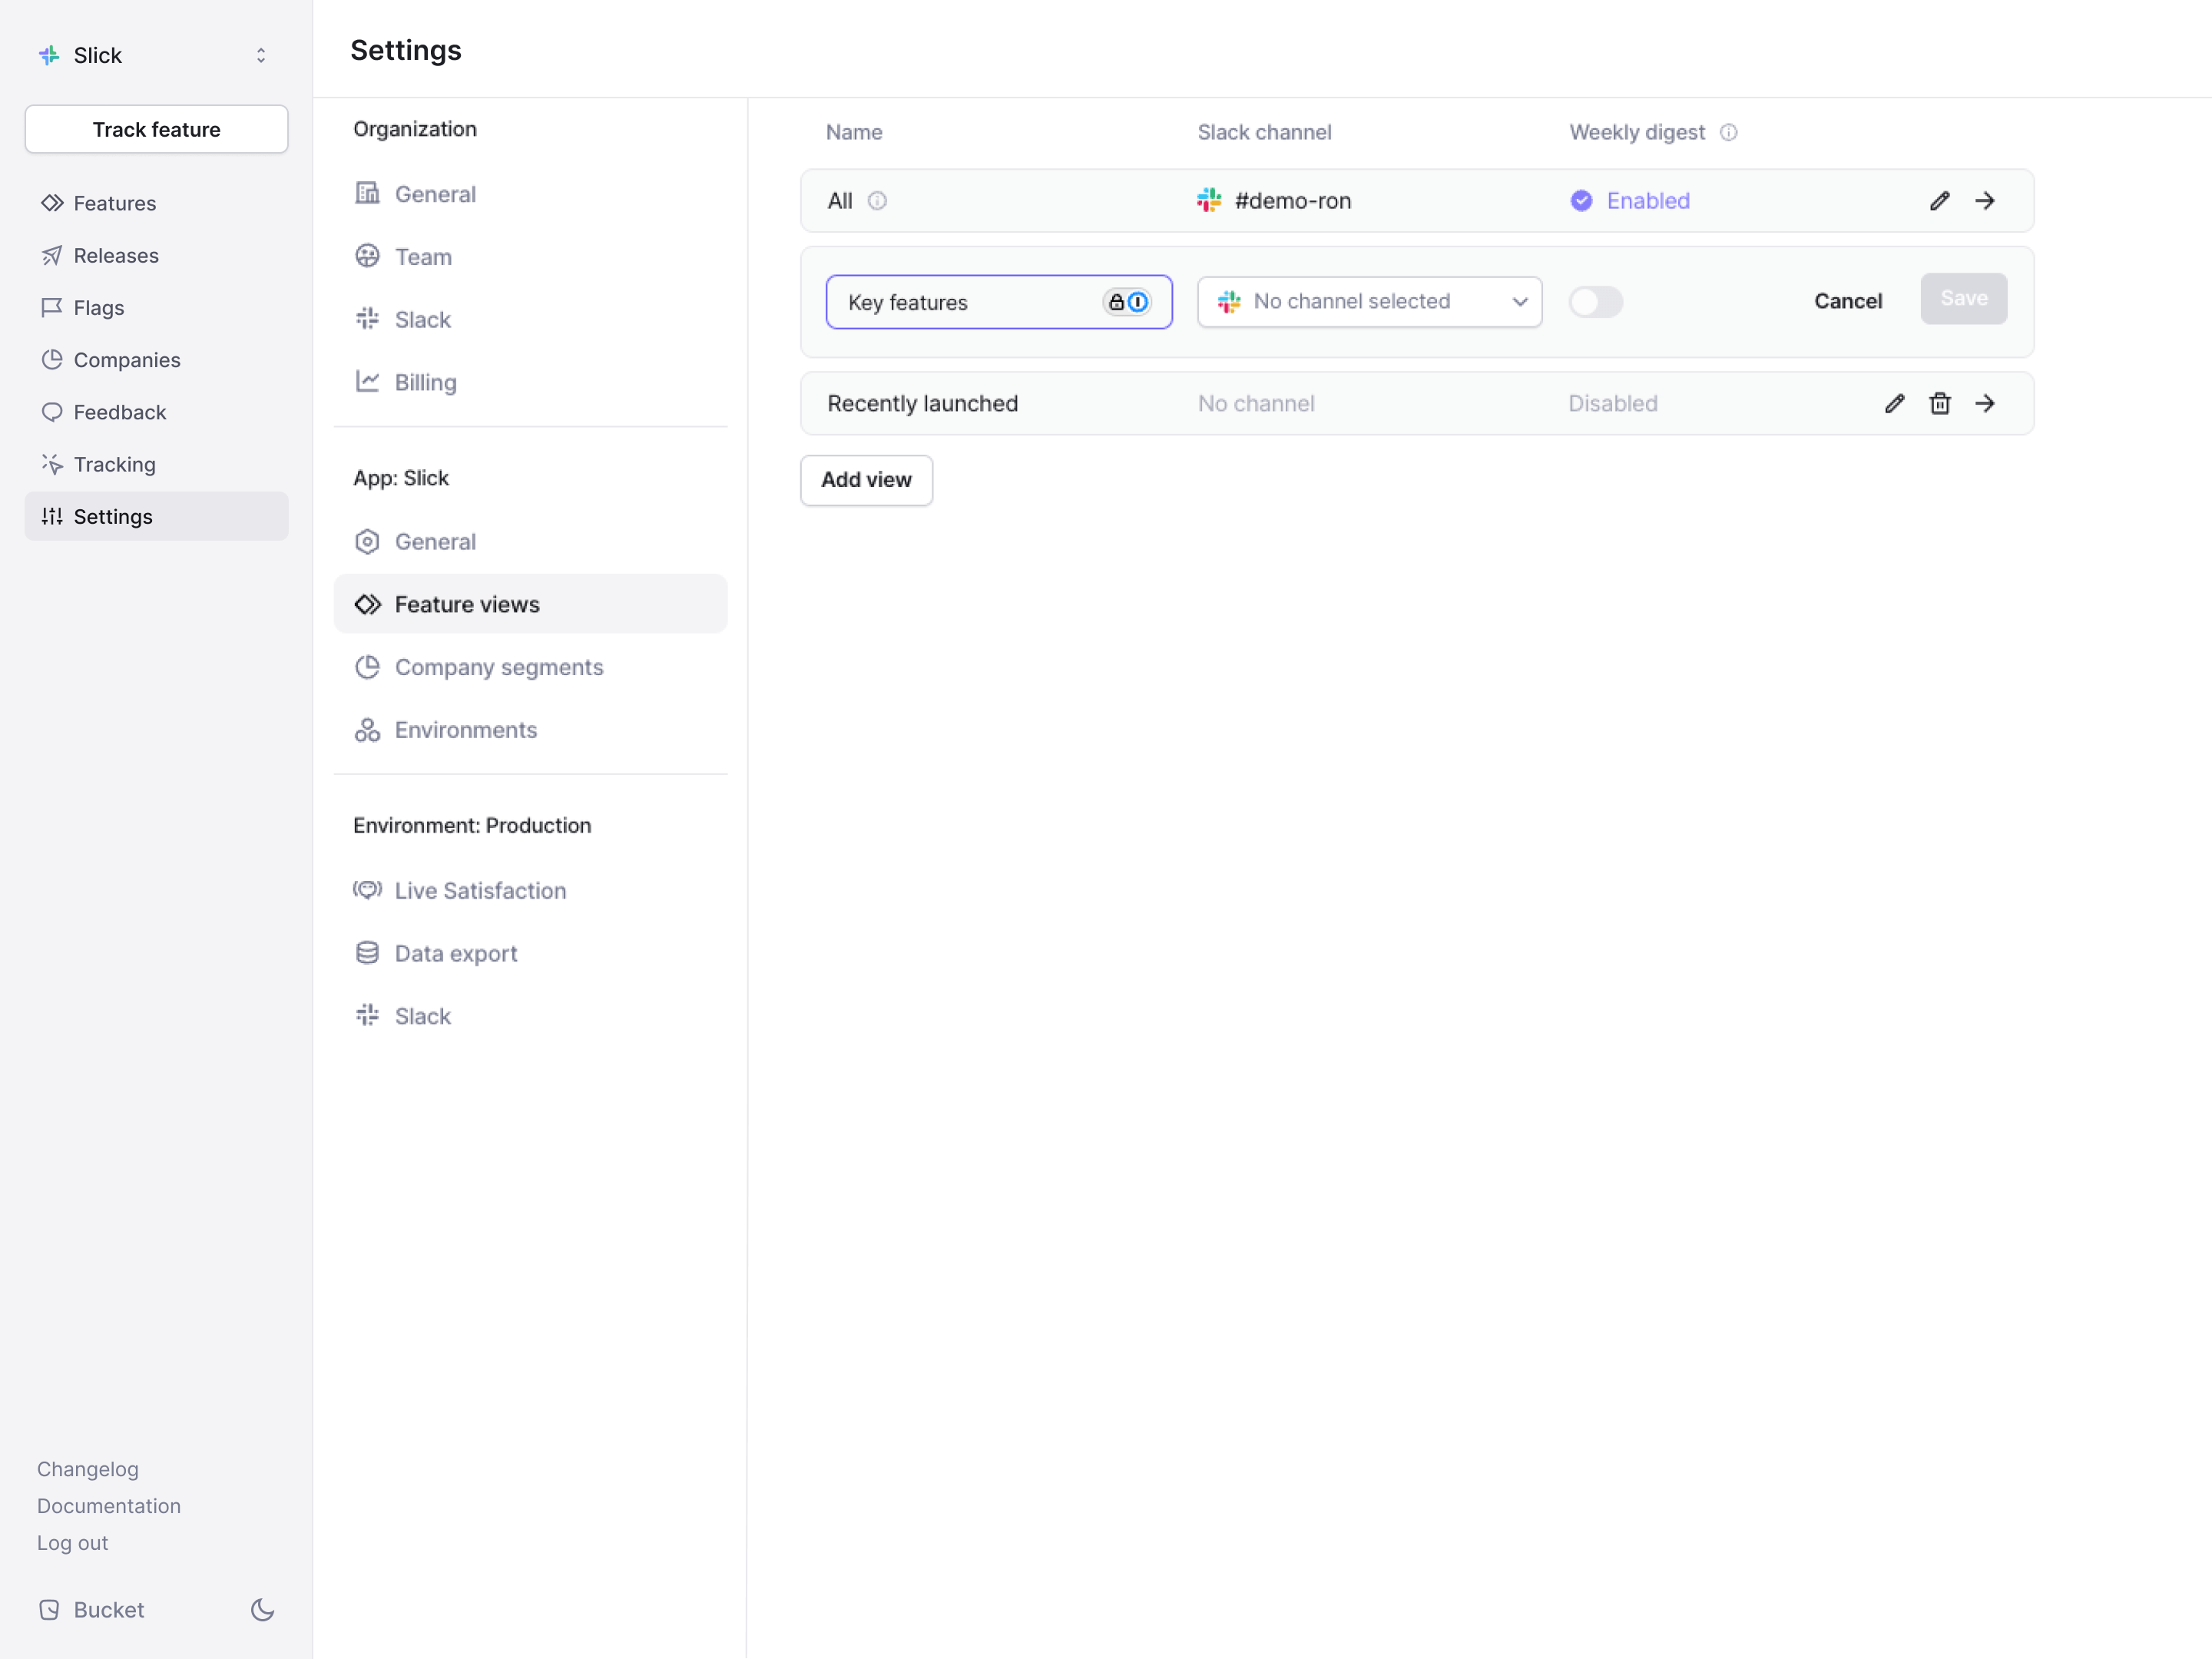 Slick
Track feature
Features
Releases
Flags
Companies
Feedback
Tracking
Settings
Changelog
Documentation
Log out
Bucket
Settings
Organization
General
Team
Slack
Billing
App: Slick
General
Feature views
Company segments
Environments
Environment: Production
Live Satisfaction
Data export
Slack
Name Slack channel Weekly digest
All #demo-ron Enabled
Key features No channel selected Cancel Save
Recently launched No channel Disabled
Add view